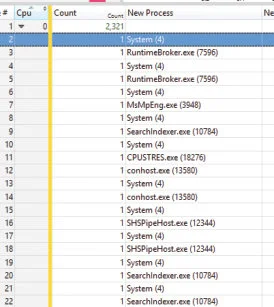 # Cpu Count Count New Process Ne
1 0 2,321
2 1 System (4)
3 1 RuntimeBroker.exe (7596)
4 1 System (4)
5 1 RuntimeBroker.exe (7596)
6 1 System (4)
7 1 MsMpEng.exe (3948)
8 1 System (4)
9 1 SearchIndexer.exe (10784)
10 1 System (4)
11 1 CPUSTRES.exe (18276)
12 1 conhost.exe (13580)
13 1 System (4)
14 1 conhost.exe (13580)
15 1 System (4)
16 1 SHSPipeHost.exe (12344)
17 1 System (4)
18 1 SHSPipeHost.exe (12344)
19 1 System (4)
20 1 SearchIndexer.exe (10784)
21 1 System (4)
22 1 SearchIndexer.exe (10784)